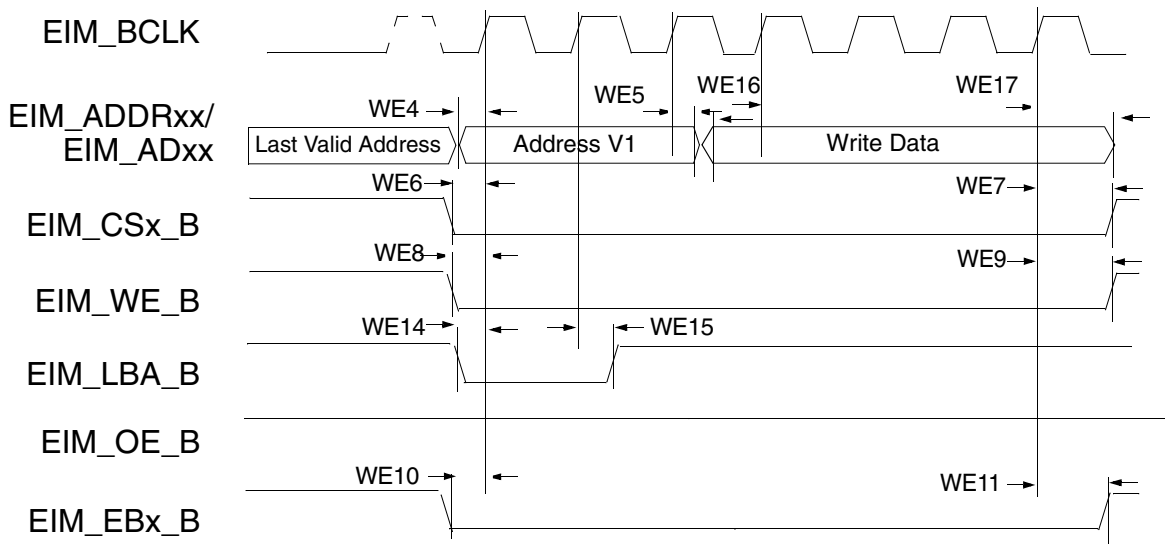 EIM_BCLK
WE4
WE5
WE16
WE17
EIM_ADDRxx/
EIM_ADxx
Last Valid Address
Address V1
Write Data
WE6
WE7
EIM_CSx_B
WE8
WE9
EIM_WE_B
WE14
WE15
EIM_LBA_B
EIM_OE_B
WE10
WE11
EIM_EBx_B